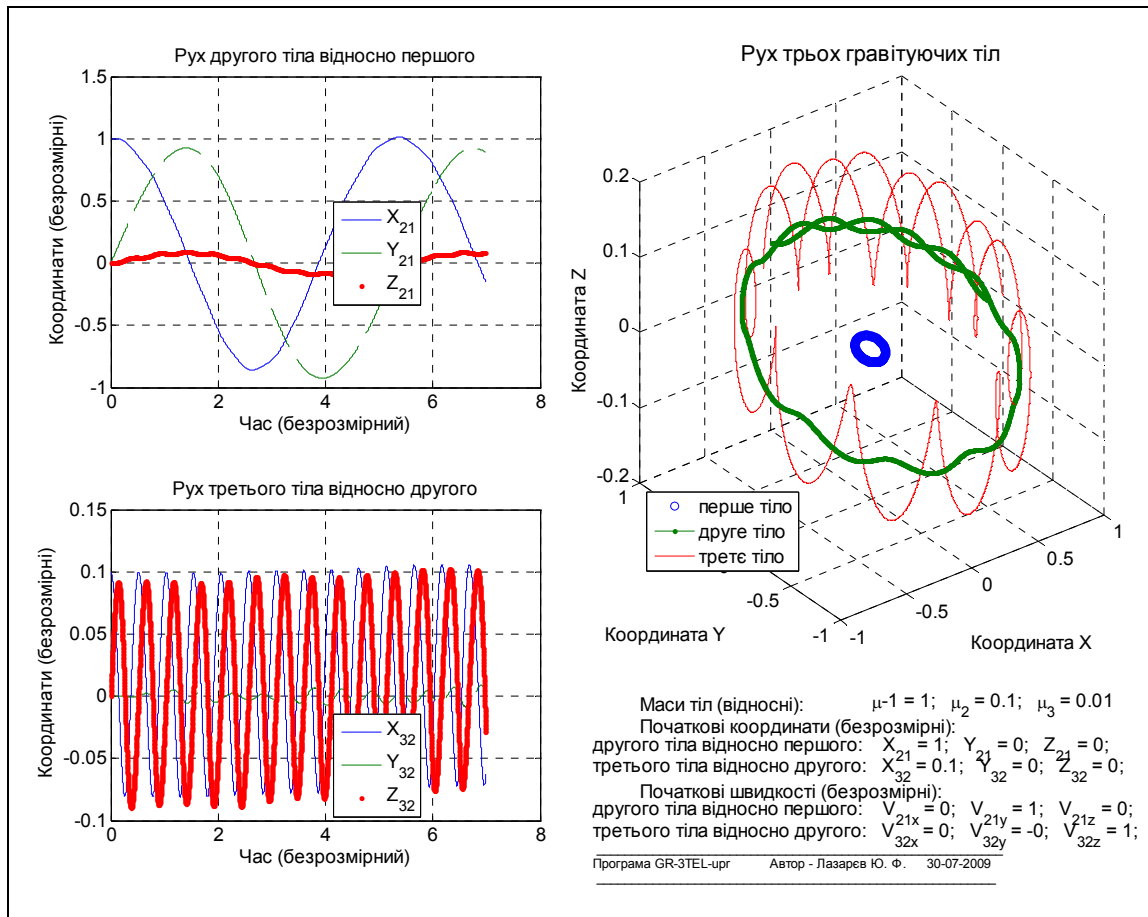 Рух другого тіла відносно першого
1.5
1
0.5
0
-0.5
-1
0 2 4 6 8
Координати (безрозмірні)
Час (безрозмірний)
X21
Y21
Z21
Рух третього тіла відносно другого
0.15
0.1
0.05
0
-0.05
-0.1
0 2 4 6 8
Координати (безрозмірні)
Час (безрозмірний)
X32
Y32
Z32
Рух трьох гравітуючих тіл
0.2
0.1
0
-0.1
-0.2
Координата Z
1
-0.5
-1
Координата Y
-1
-0.5
0
0.5
1
Координата X
перше тіло
друге тіло
третє тіло
Маси тіл (відносні): μ-1 = 1; μ2 = 0.1; μ3 = 0.01
Початкові координати (безрозмірні):
другого тіла відносно першого: X21 = 1; Y21 = 0; Z21 = 0;
третього тіла відносно другого: X32 = 0.1; Y32 = 0; Z32 = 0;
Початкові швидкості (безрозмірні):
другого тіла відносно першого: V21x = 0; V21y = 1; V21z = 0;
третього тіла відносно другого: V32x = 0; V32y = -0; V32z = 1;
Програма GR-3TEL-upr Автор - Лазарєв Ю. Ф. 30-07-2009